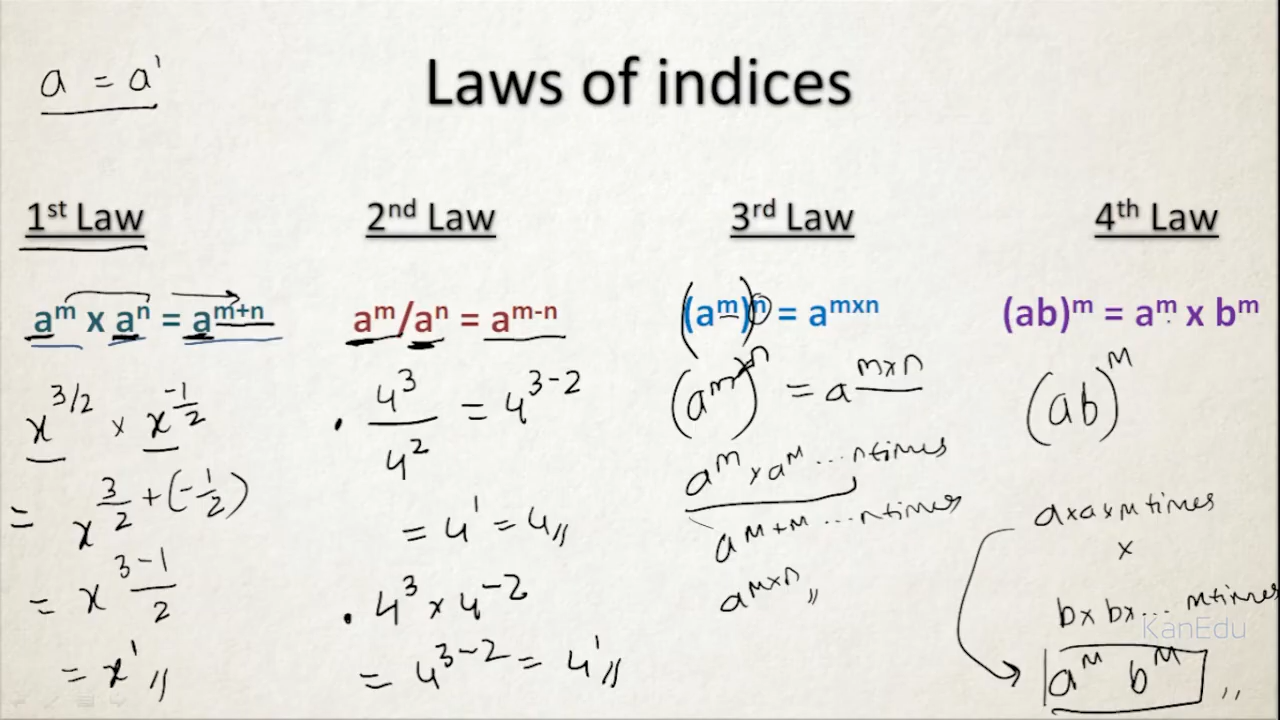 a = a¹
Laws of indices
1st Law
aᵐ x aⁿ = aᵐ⁺ⁿ
x^{3/2} × x^{-1/2}
= x^{3/2 + (-1/2)}
= x^{(3-1)/2}
= x¹ //
2nd Law
aᵐ/aⁿ = aᵐ⁻ⁿ
. 4³/4² = 4³⁻²
= 4¹ = 4 //
. 4³ × 4⁻²
= 4³⁻² = 4¹ //
3rd Law
(aᵐ)ⁿ = aᵐˣⁿ
(aᵐ)^{×n} = a^{m×n}
aᵐ × aᵐ ... n times
a^{m+m ... n times}
a^{m×n} //
4th Law
(ab)ᵐ = aᵐ x bᵐ
(ab)ᵐ
a×a×m times
×
b× b× ... m times
KanEdu
aᵐ bᵐ //